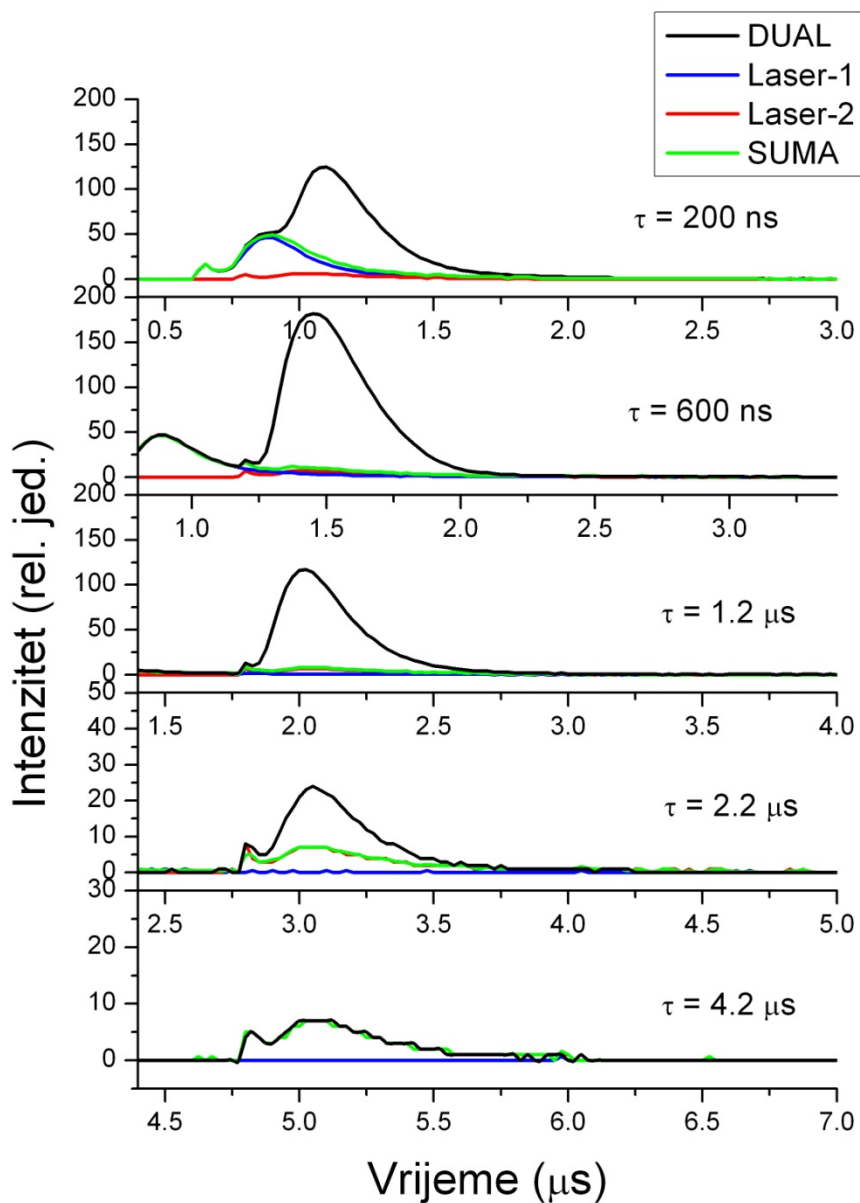 DUAL
Laser-1
Laser-2
SUMA
200
150
100
50
0
τ = 200 ns
0.5 1.0 1.5 2.0 2.5 3.0
200
150
100
50
0
τ = 600 ns
1.0 1.5 2.0 2.5 3.0
200
150
100
50
0
τ = 1.2 μs
1.5 2.0 2.5 3.0 3.5 4.0
50
40
30
20
10
0
τ = 2.2 μs
2.5 3.0 3.5 4.0 4.5 5.0
30
20
10
0
τ = 4.2 μs
4.5 5.0 5.5 6.0 6.5 7.0
Intenzitet (rel. jed.)
Vrijeme (μs)